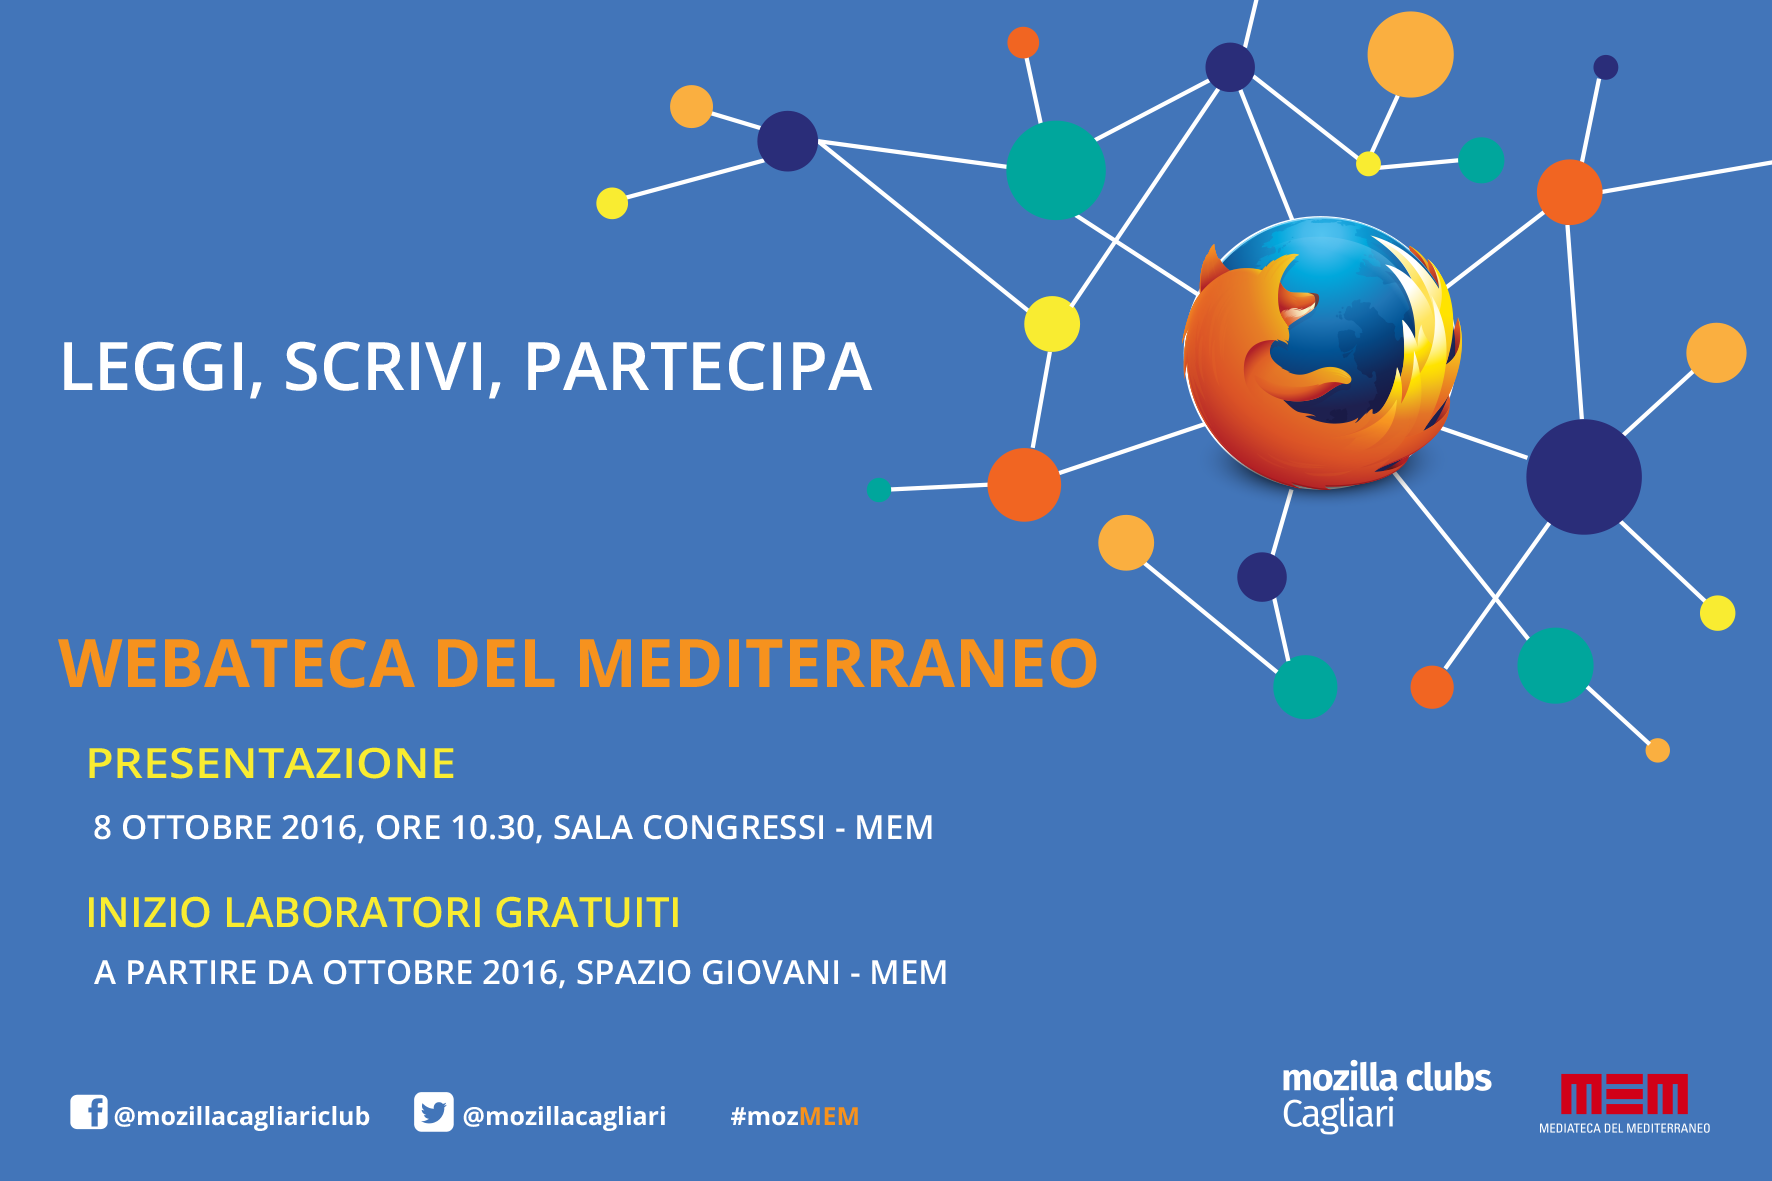 LEGGI, SCRIVI, PARTECIPA
WEBATECA DEL MEDITERRANEO
PRESENTAZIONE
8 OTTOBRE 2016, ORE 10.30, SALA CONGRESSI - MEM
INIZIO LABORATORI GRATUITI
A PARTIRE DA OTTOBRE 2016, SPAZIO GIOVANI - MEM
@mozillacagliariclub @mozillacagliari #mozMEM
mozilla clubs
Cagliari
MEM
MEDIATECA DEL MEDITERRANEO